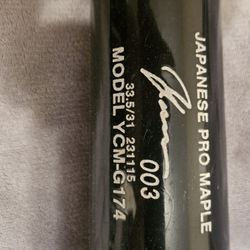 JAPANESE PRO MAPLE
003
33.5/31 231115
MODEL YCM-G174